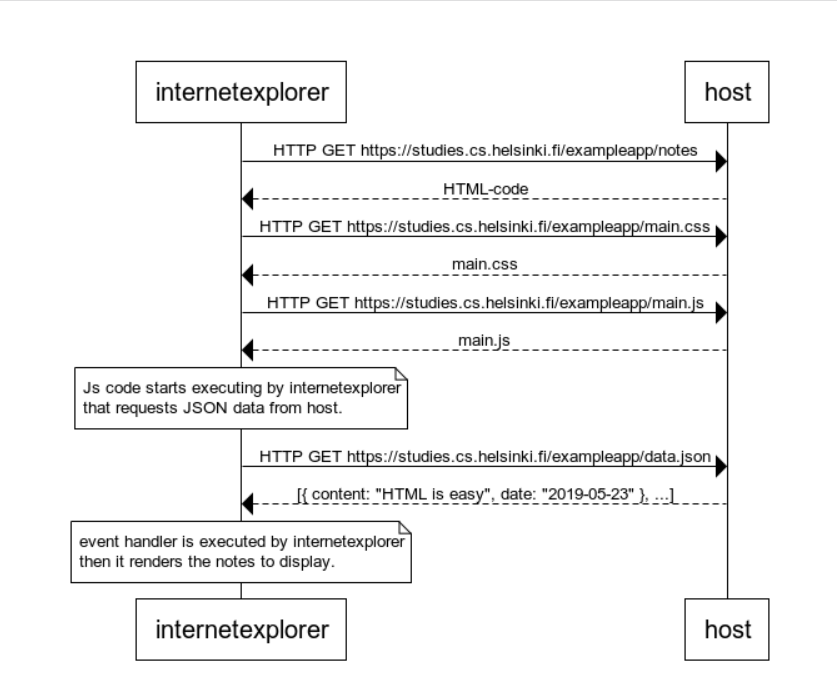 internetexplorer
host
HTTP GET https://studies.cs.helsinki.fi/exampleapp/notes
HTML-code
HTTP GET https://studies.cs.helsinki.fi/exampleapp/main.css
main.css
HTTP GET https://studies.cs.helsinki.fi/exampleapp/main.js
main.js
Js code starts executing by internetexplorer
that requests JSON data from host.
HTTP GET https://studies.cs.helsinki.fi/exampleapp/data.json
[{ content: "HTML is easy", date: "2019-05-23" }, ...]
event handler is executed by internetexplorer
then it renders the notes to display.
internetexplorer
host